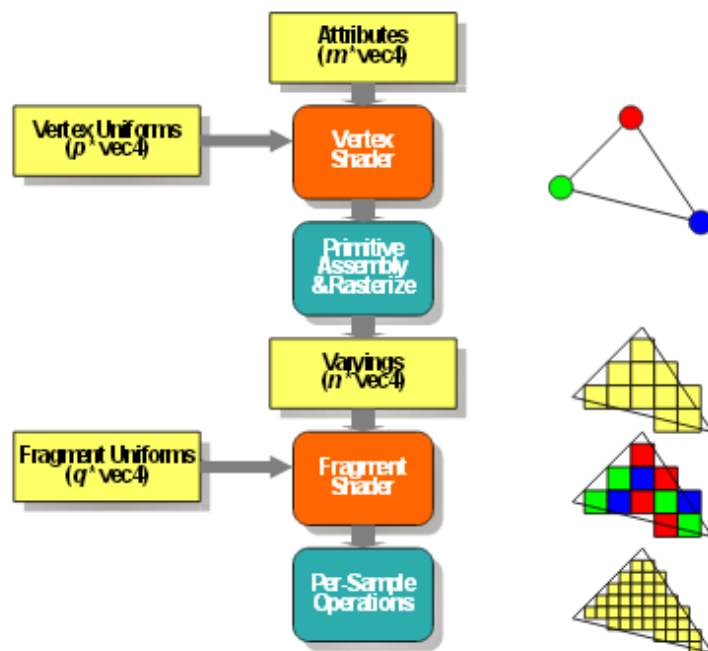 Attributes
(m*vec4)
Vertex Uniforms
(p*vec4)
Vertex
Shader
Primitive
Assembly
&Rasterize
Varyings
(n*vec4)
Fragment Uniforms
(q*vec4)
Fragment
Shader
Per-Sample
Operations